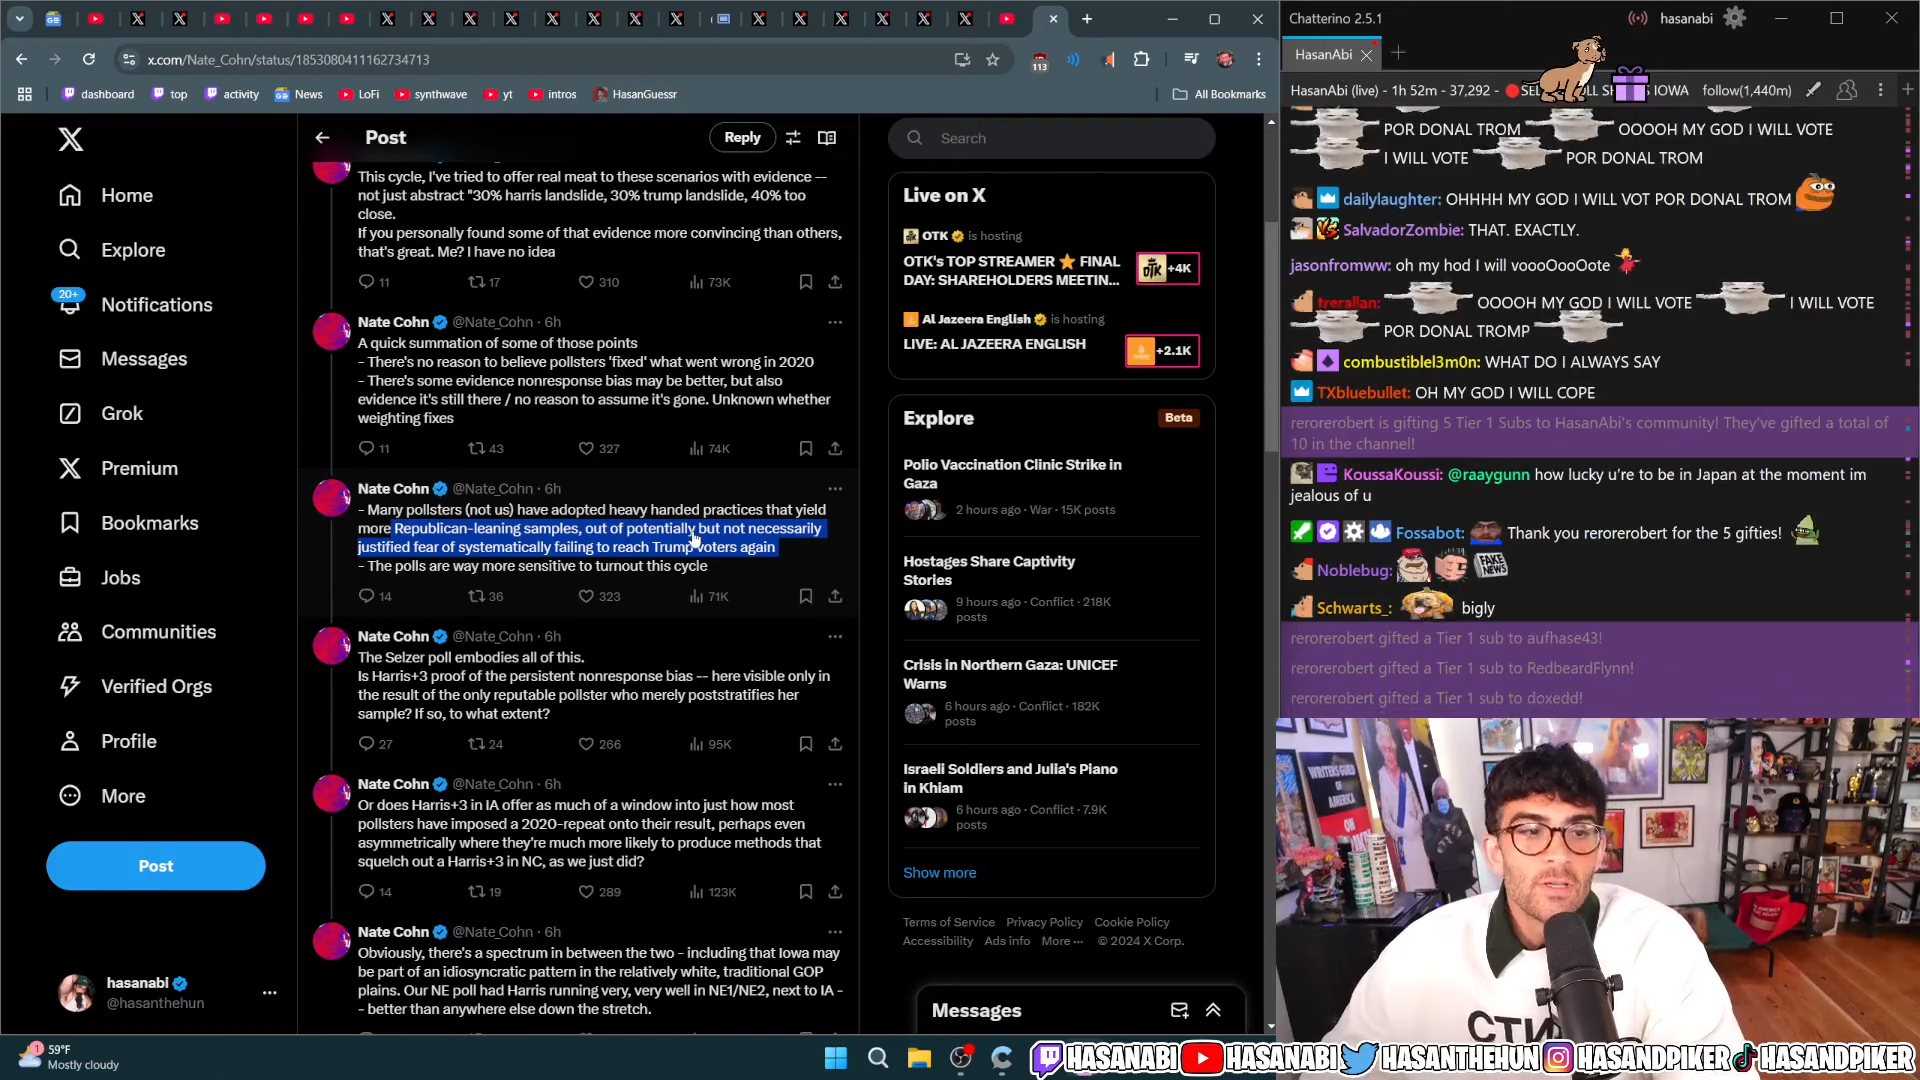 x.com/Nate_Cohn/status/1853080411162734713
113
dashboard
top
activity
News
LoFi
synthwave
yt
intros
HasanGuessr
All Bookmarks
Home
Explore
20+
Notifications
Messages
Grok
Premium
Bookmarks
Jobs
Communities
Verified Orgs
Profile
More
Post
hasanabi
@hasanthehun
Post
Reply
This cycle, I've tried to offer real meat to these scenarios with evidence --
not just abstract "30% harris landslide, 30% trump landslide, 40% too
close.
If you personally found some of that evidence more convincing than others,
that's great. Me? I have no idea
11 17 310 73K
Nate Cohn @Nate_Cohn · 6h
A quick summation of some of those points
- There's no reason to believe pollsters 'fixed' what went wrong in 2020
- There's some evidence nonresponse bias may be better, but also
evidence it's still there / no reason to assume it's gone. Unknown whether
weighting fixes
11 43 327 74K
Nate Cohn @Nate_Cohn · 6h
- Many pollsters (not us) have adopted heavy handed practices that yield
more Republican-leaning samples, out of potentially but not necessarily
justified fear of systematically failing to reach Trump voters again
- The polls are way more sensitive to turnout this cycle
14 36 323 71K
Nate Cohn @Nate_Cohn · 6h
The Selzer poll embodies all of this.
Is Harris+3 proof of the persistent nonresponse bias -- here visible only in
the result of the only reputable pollster who merely poststratifies her
sample? If so, to what extent?
27 24 266 95K
Nate Cohn @Nate_Cohn · 6h
Or does Harris+3 in IA offer as much of a window into just how most
pollsters have imposed a 2020-repeat onto their result, perhaps even
asymmetrically where they're much more likely to produce methods that
squelch out a Harris+3 in NC, as we just did?
14 19 289 123K
Nate Cohn @Nate_Cohn · 6h
Obviously, there's a spectrum in between the two - including that Iowa may
be part of an idiosyncratic pattern in the relatively white, traditional GOP
plains. Our NE poll had Harris running very, very well in NE1/NE2, next to IA -
- better than anywhere else down the stretch.
Search
Live on X
OTK is hosting
OTK's TOP STREAMER ⭐ FINAL
DAY: SHAREHOLDERS MEETIN...
+4K
Al Jazeera English is hosting
LIVE: AL JAZEERA ENGLISH
+2.1K
Explore
Beta
Polio Vaccination Clinic Strike in
Gaza
2 hours ago · War · 15K posts
Hostages Share Captivity
Stories
9 hours ago · Conflict · 218K
posts
Crisis in Northern Gaza: UNICEF
Warns
6 hours ago · Conflict · 182K
posts
Israeli Soldiers and Julia's Piano
in Khiam
6 hours ago · Conflict · 7.9K
posts
Show more
Terms of Service Privacy Policy Cookie Policy
Accessibility Ads info More ··· © 2024 X Corp.
Messages
Chatterino 2.5.1
hasanabi
HasanAbi
HasanAbi (live) - 1h 52m - 37,292 -
IOWA
follow(1,440m)
POR DONAL TROM OOOOH MY GOD I WILL VOTE
I WILL VOTE POR DONAL TROM
dailylaughter: OHHHH MY GOD I WILL VOT POR DONAL TROM
SalvadorZombie: THAT. EXACTLY.
jasonfromww: oh my hod I will voooOooOote
trerallan: OOOOH MY GOD I WILL VOTE I WILL VOTE
POR DONAL TROMP
combustiblel3m0n: WHAT DO I ALWAYS SAY
TXbluebullet: OH MY GOD I WILL COPE
rerorerobert is gifting 5 Tier 1 Subs to HasanAbi's community! They've gifted a total of
10 in the channel!
KoussaKoussi: @raaygunn how lucky u're to be in Japan at the moment im
jealous of u
Fossabot: Thank you rerorerobert for the 5 gifties!
Noblebug: FAKE NEWS
Schwarts_: bigly
rerorerobert gifted a Tier 1 sub to aufhase43!
rerorerobert gifted a Tier 1 sub to RedbeardFlynn!
rerorerobert gifted a Tier 1 sub to doxedd!
WRITERS GUILD
OF
AMERICA
ON
1
59°F
Mostly cloudy
HASANABI HASANABI HASANTHEHUN HASANDPIKER HASANDPIKER